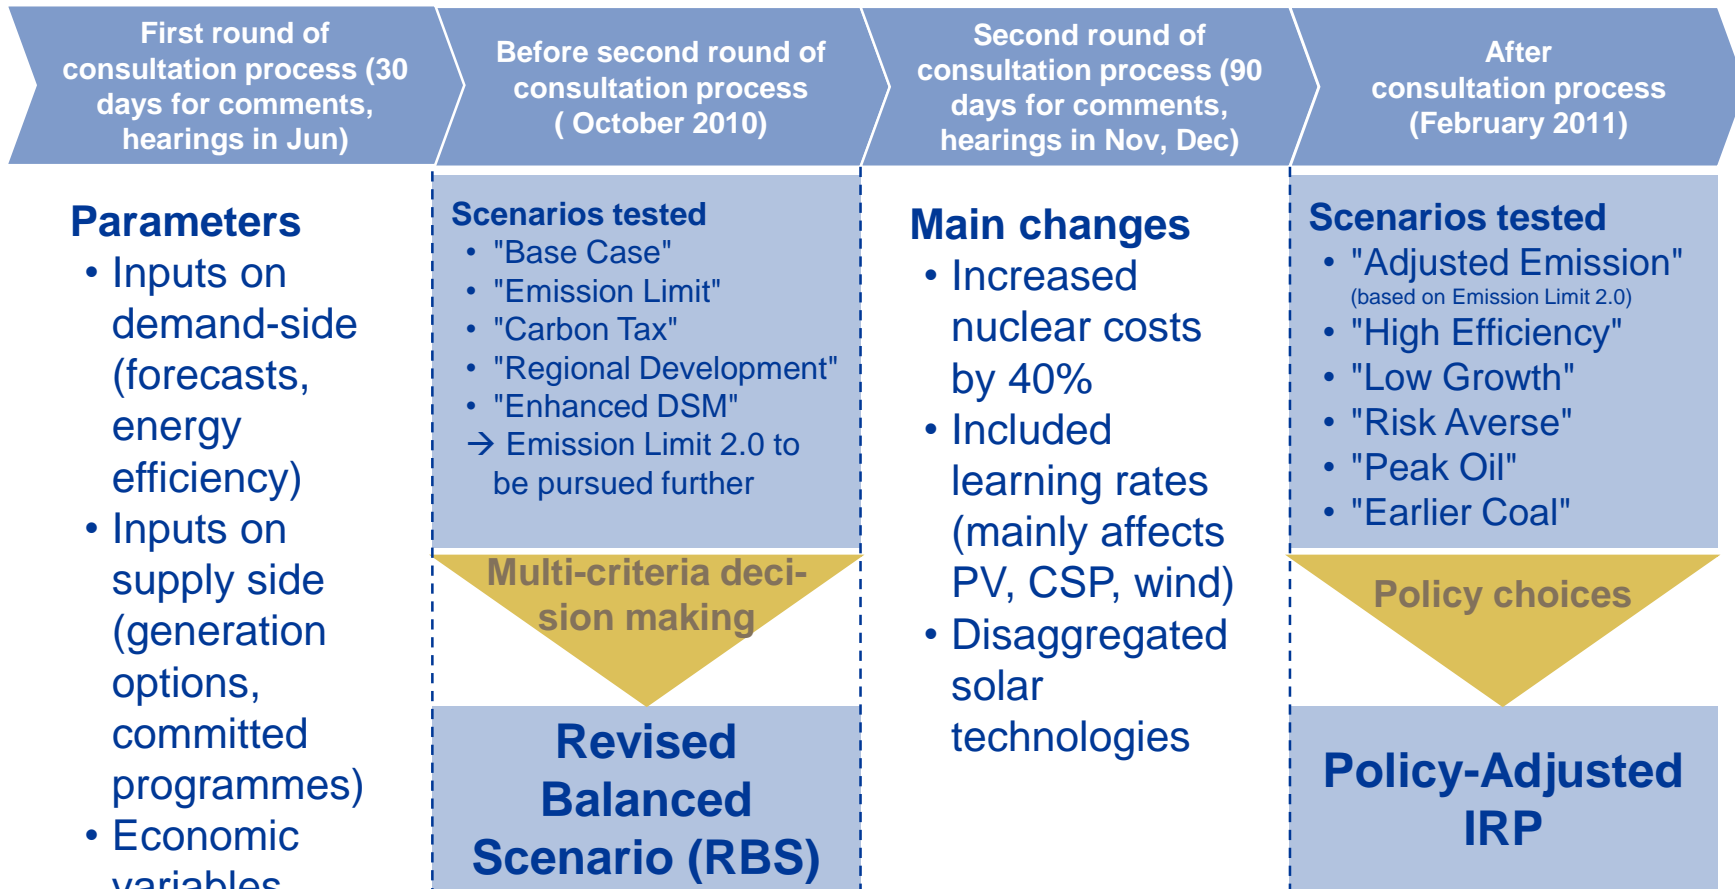 First round of
consultation process (30
days for comments,
hearings in Jun)
Before second round of
consultation process
( October 2010)
Second round of
consultation process (90
days for comments,
hearings in Nov, Dec)
After
consultation process
(February 2011)
Parameters
• Inputs on
demand-side
(forecasts,
energy
efficiency)
• Inputs on
supply side
(generation
options,
committed
programmes)
• Economic
variables
Scenarios tested
• "Base Case"
• "Emission Limit"
• "Carbon Tax"
• "Regional Development"
• "Enhanced DSM"
→ Emission Limit 2.0 to
be pursued further
Multi-criteria deci-
sion making
Revised
Balanced
Scenario (RBS)
Main changes
• Increased
nuclear costs
by 40%
• Included
learning rates
(mainly affects
PV, CSP, wind)
• Disaggregated
solar
technologies
Scenarios tested
• "Adjusted Emission"
(based on Emission Limit 2.0)
• "High Efficiency"
• "Low Growth"
• "Risk Averse"
• "Peak Oil"
• "Earlier Coal"
Policy choices
Policy-Adjusted
IRP